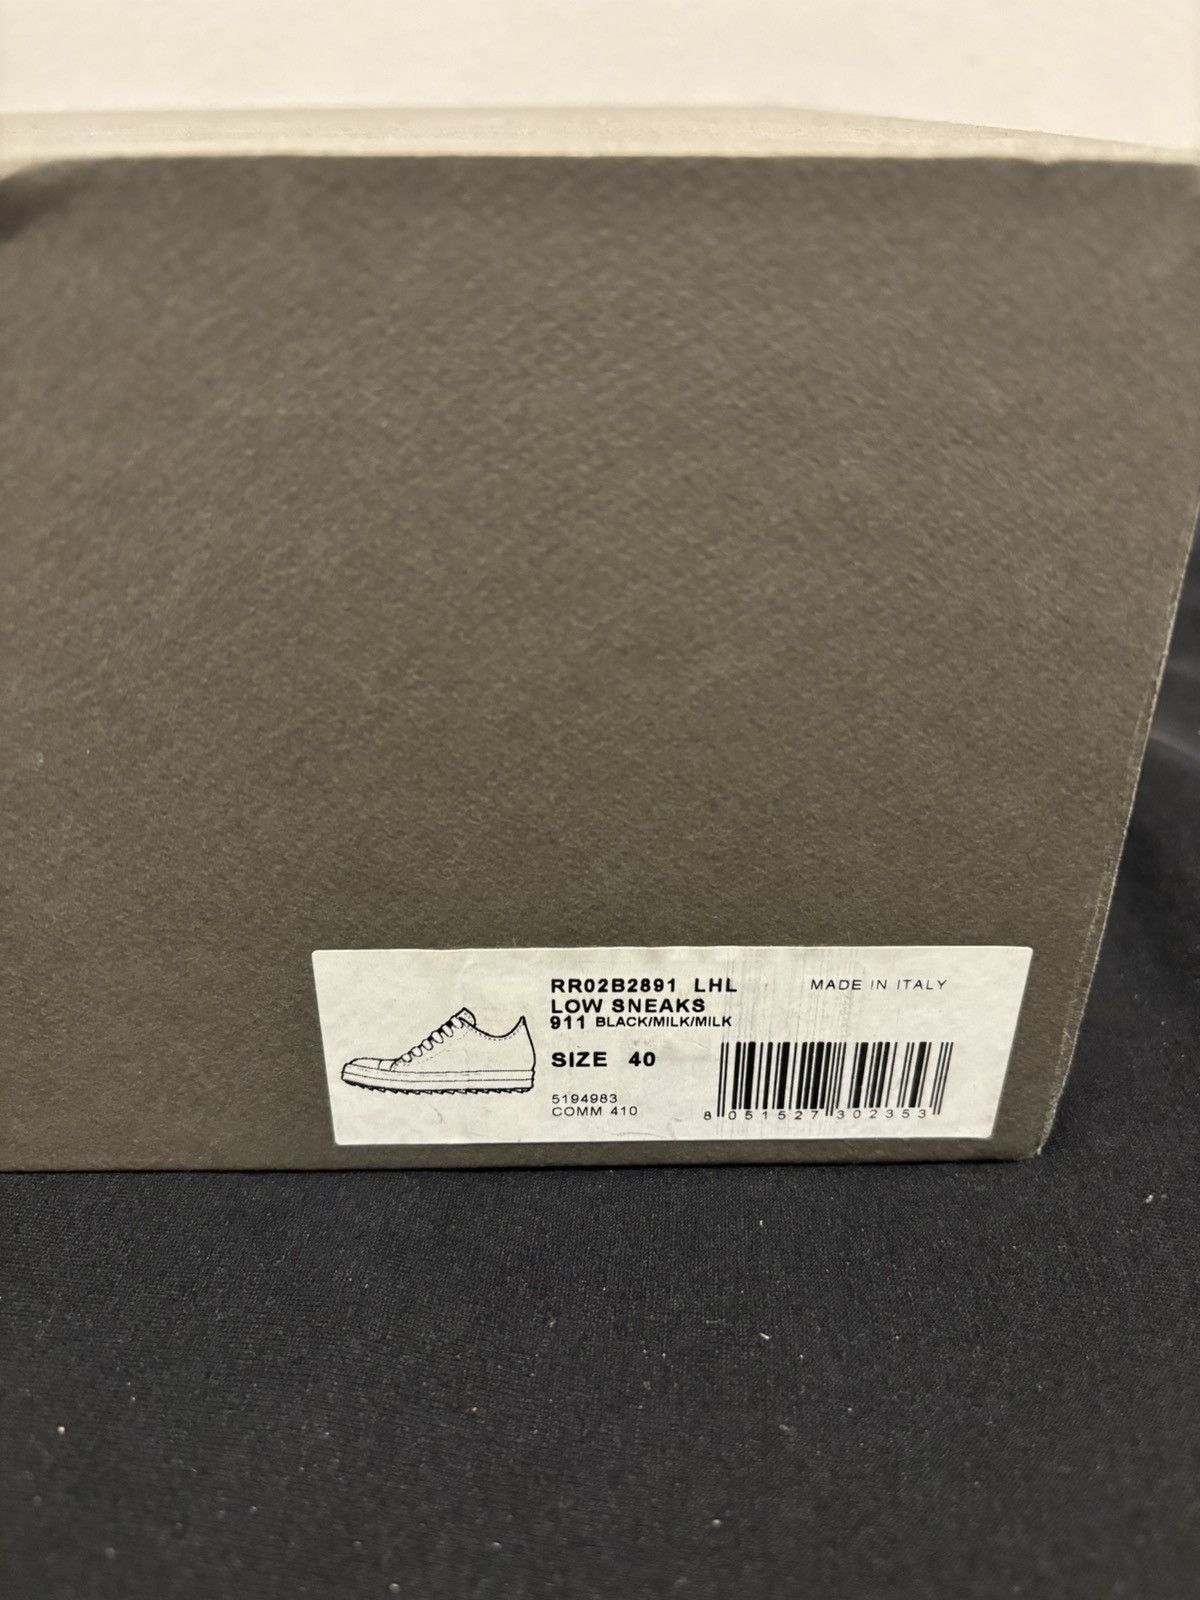 RR02B2891 LHL
MADE IN ITALY
LOW SNEAKS
911 BLACK/MILK/MILK
SIZE 40
5194983
COMM 410
8 051527 302353